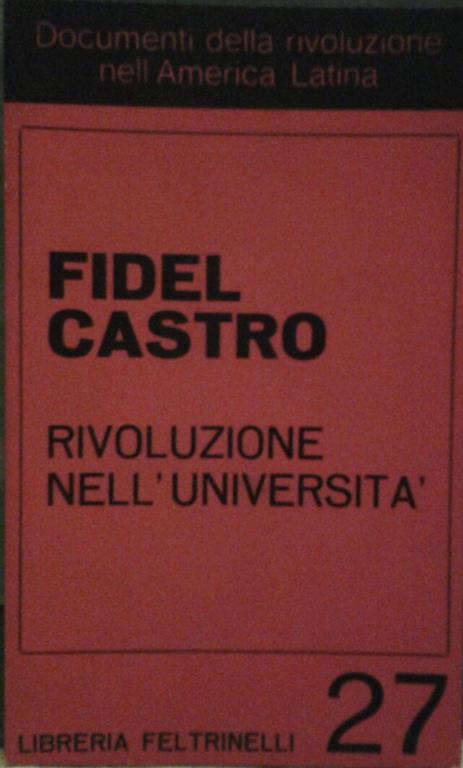 Documenti della rivoluzione
nell America Latina
FIDEL
CASTRO
RIVOLUZIONE
NELL'UNIVERSITA'
LIBRERIA FELTRINELLI 27